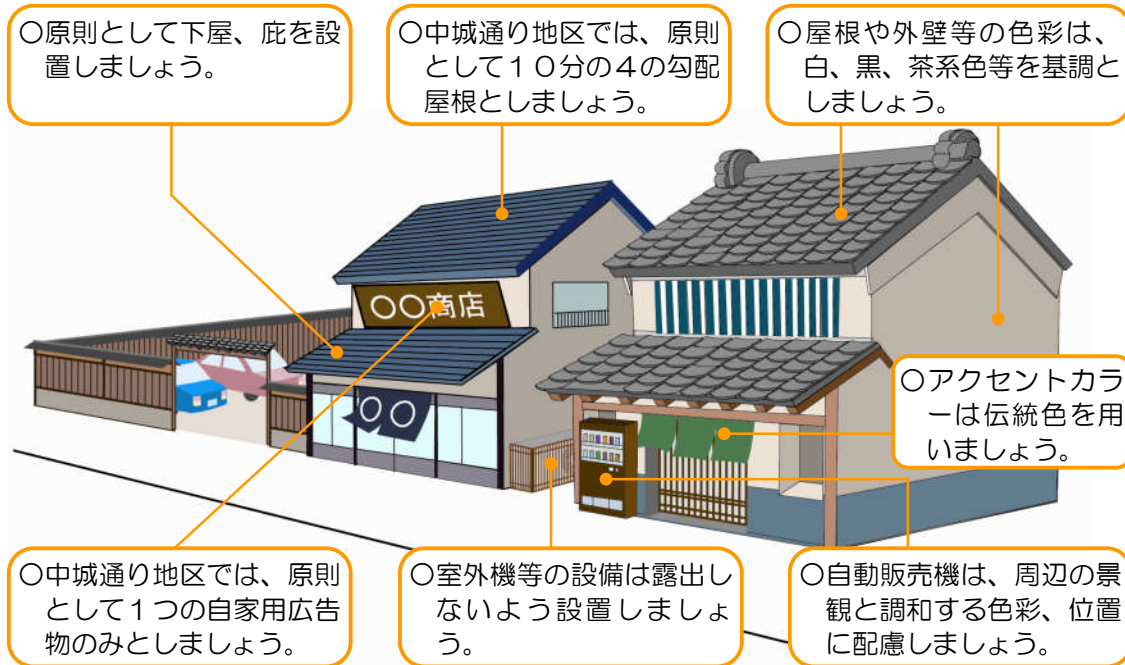 ○原則として下屋、庇を設
置しましょう。
○中城通り地区では、原則
として１０分の４の勾配
屋根としましょう。
○屋根や外壁等の色彩は、
白、黒、茶系色等を基調と
しましょう。
○○商店
○○
○アクセントカラ
ーは伝統色を用
いましょう。
○中城通り地区では、原則
として１つの自家用広告
物のみとしましょう。
○室外機等の設備は露出し
ないよう設置しましょ
う。
○自動販売機は、周辺の景
観と調和する色彩、位置
に配慮しましょう。